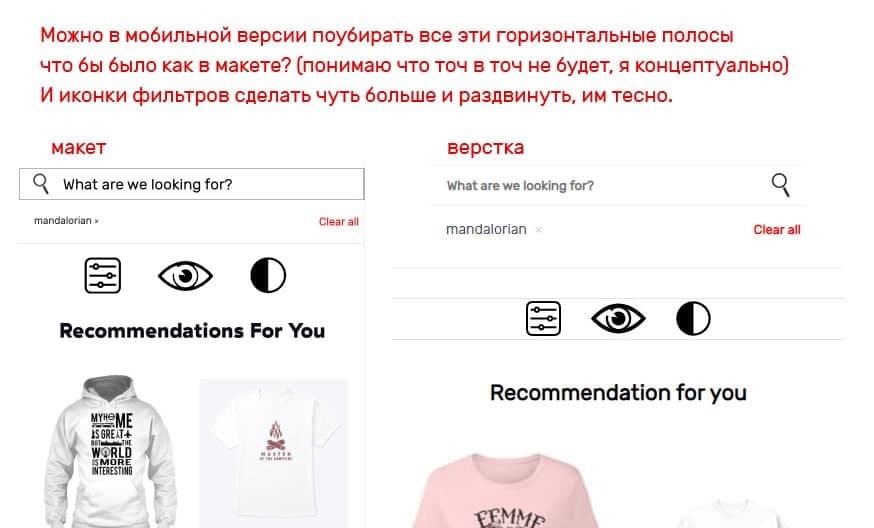 Можно в мобильной версии поубирать все эти горизонтальные полосы
что бы было как в макете? (понимаю что точ в точ не будет, я концептуально)
И иконки фильтров сделать чуть больше и раздвинуть, им тесно.
макет
What are we looking for?
mandalorian ×
Clear all
Recommendations For You
MY HOME
AS GREAT
BUT THE
WORLD
IS MORE
INTERESTING
MASTER
OF THE CAMPFIRE
верстка
What are we looking for?
mandalorian ×
Clear all
Recommendation for you
FEMME